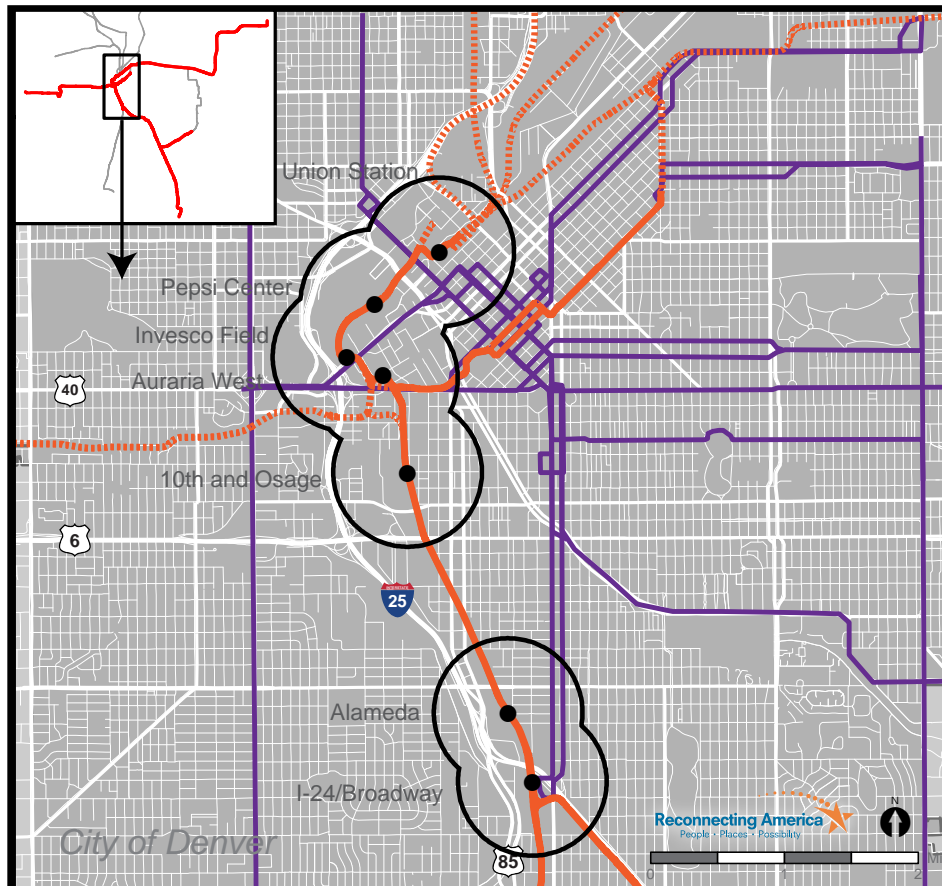 Union Station
Pepsi Center
Invesco Field
Auraria West
40
10th and Osage
6
INTERSTATE
25
Alameda
I-24/Broadway
N
Reconnecting America
People • Places • Possibility
City of Denver
85
0
2